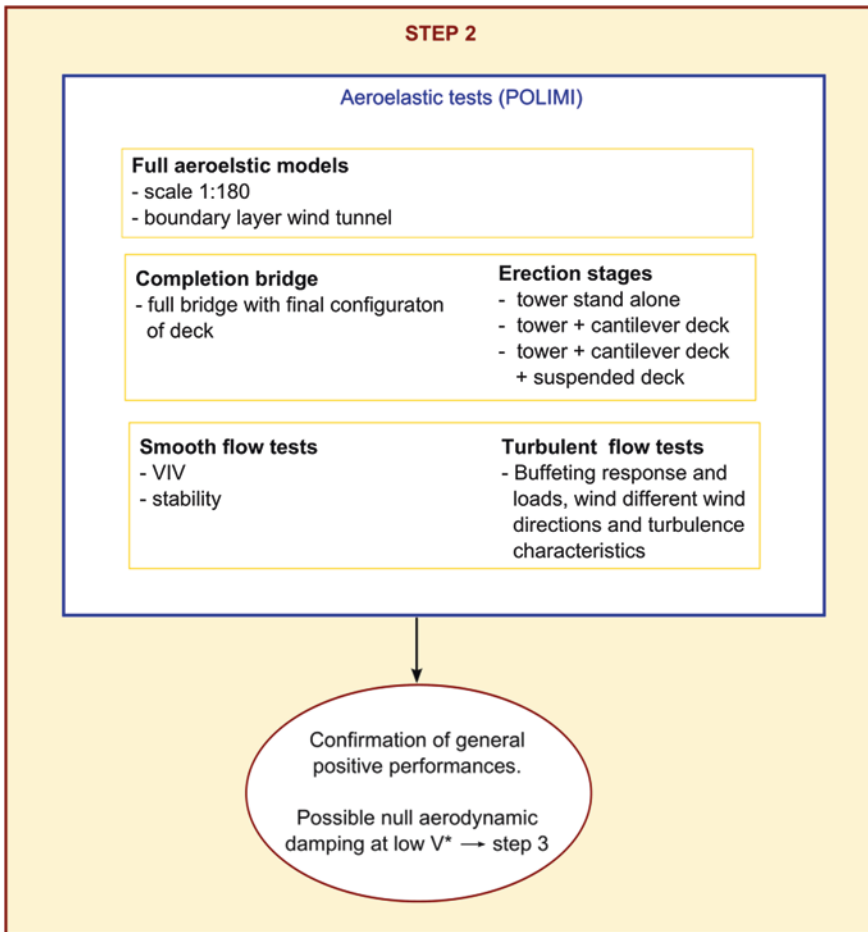 STEP 2
Aeroelastic tests (POLIMI)
Full aeroelstic models
- scale 1:180
- boundary layer wind tunnel
Completion bridge
- full bridge with final configuraton
of deck
Erection stages
- tower stand alone
- tower + cantilever deck
- tower + cantilever deck
+ suspended deck
Smooth flow tests
- VIV
- stability
Turbulent flow tests
- Buffeting response and
loads, wind different wind
directions and turbulence
characteristics
Confirmation of general
positive performances.
Possible null aerodynamic
damping at low V* → step 3